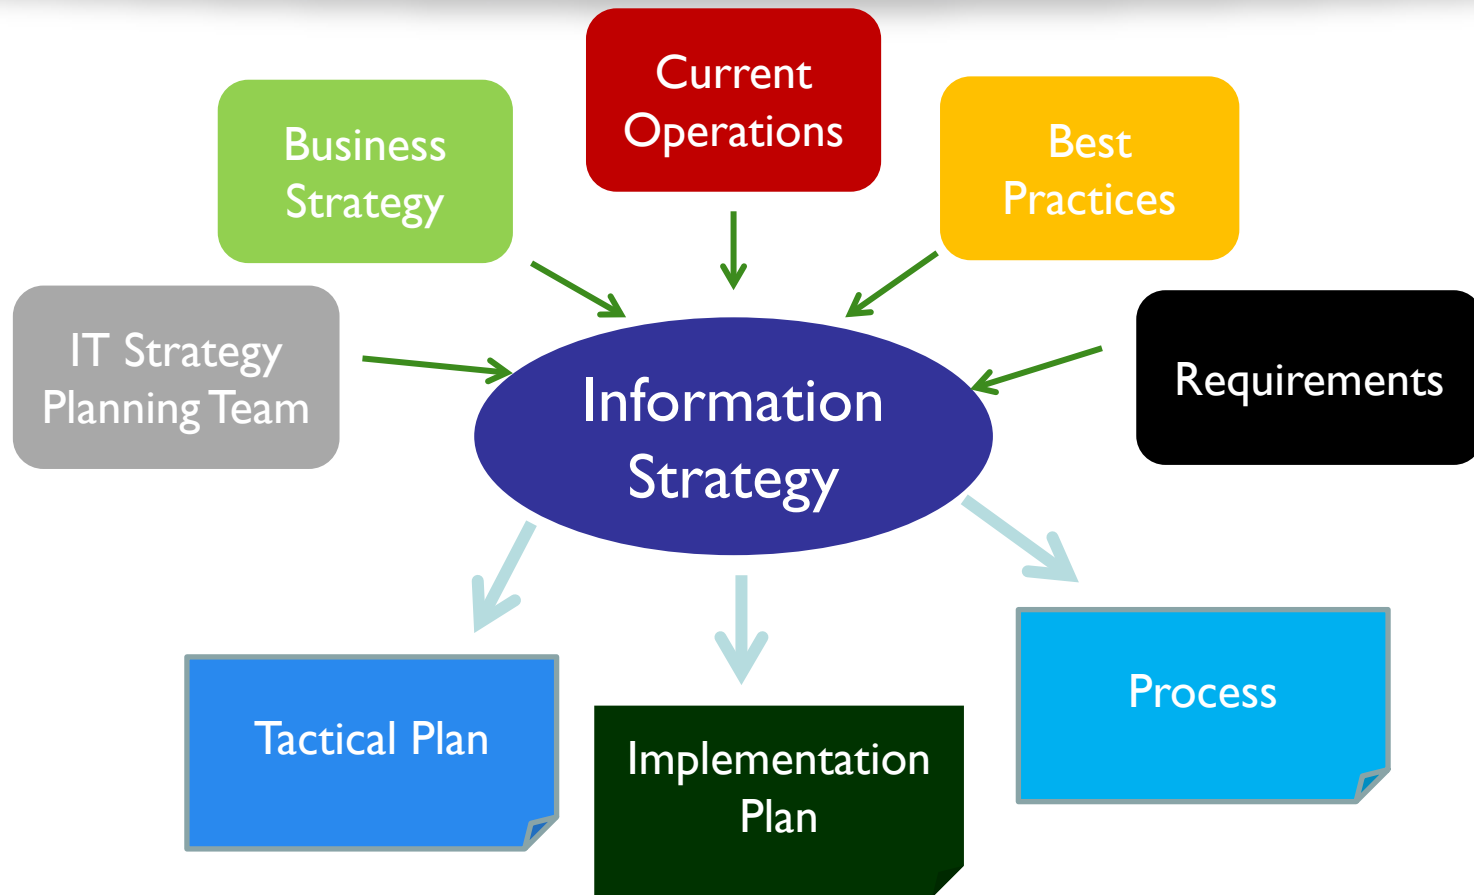 Current
Operations
Business
Strategy
Best
Practices
IT Strategy
Planning Team
Requirements
Information
Strategy
Tactical Plan
Implementation
Plan
Process